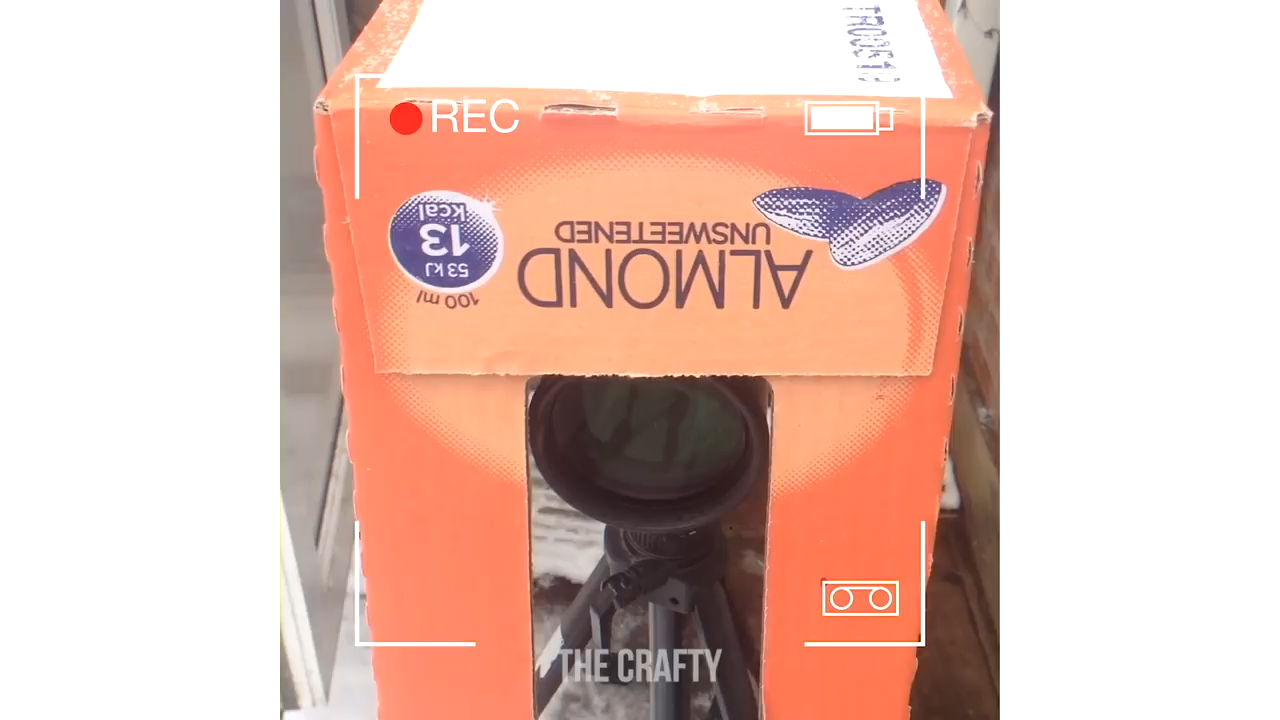 REC
ALMOND
UNSWEETENED
100 ml
53 kJ
13
kcal
THE CRAFTY